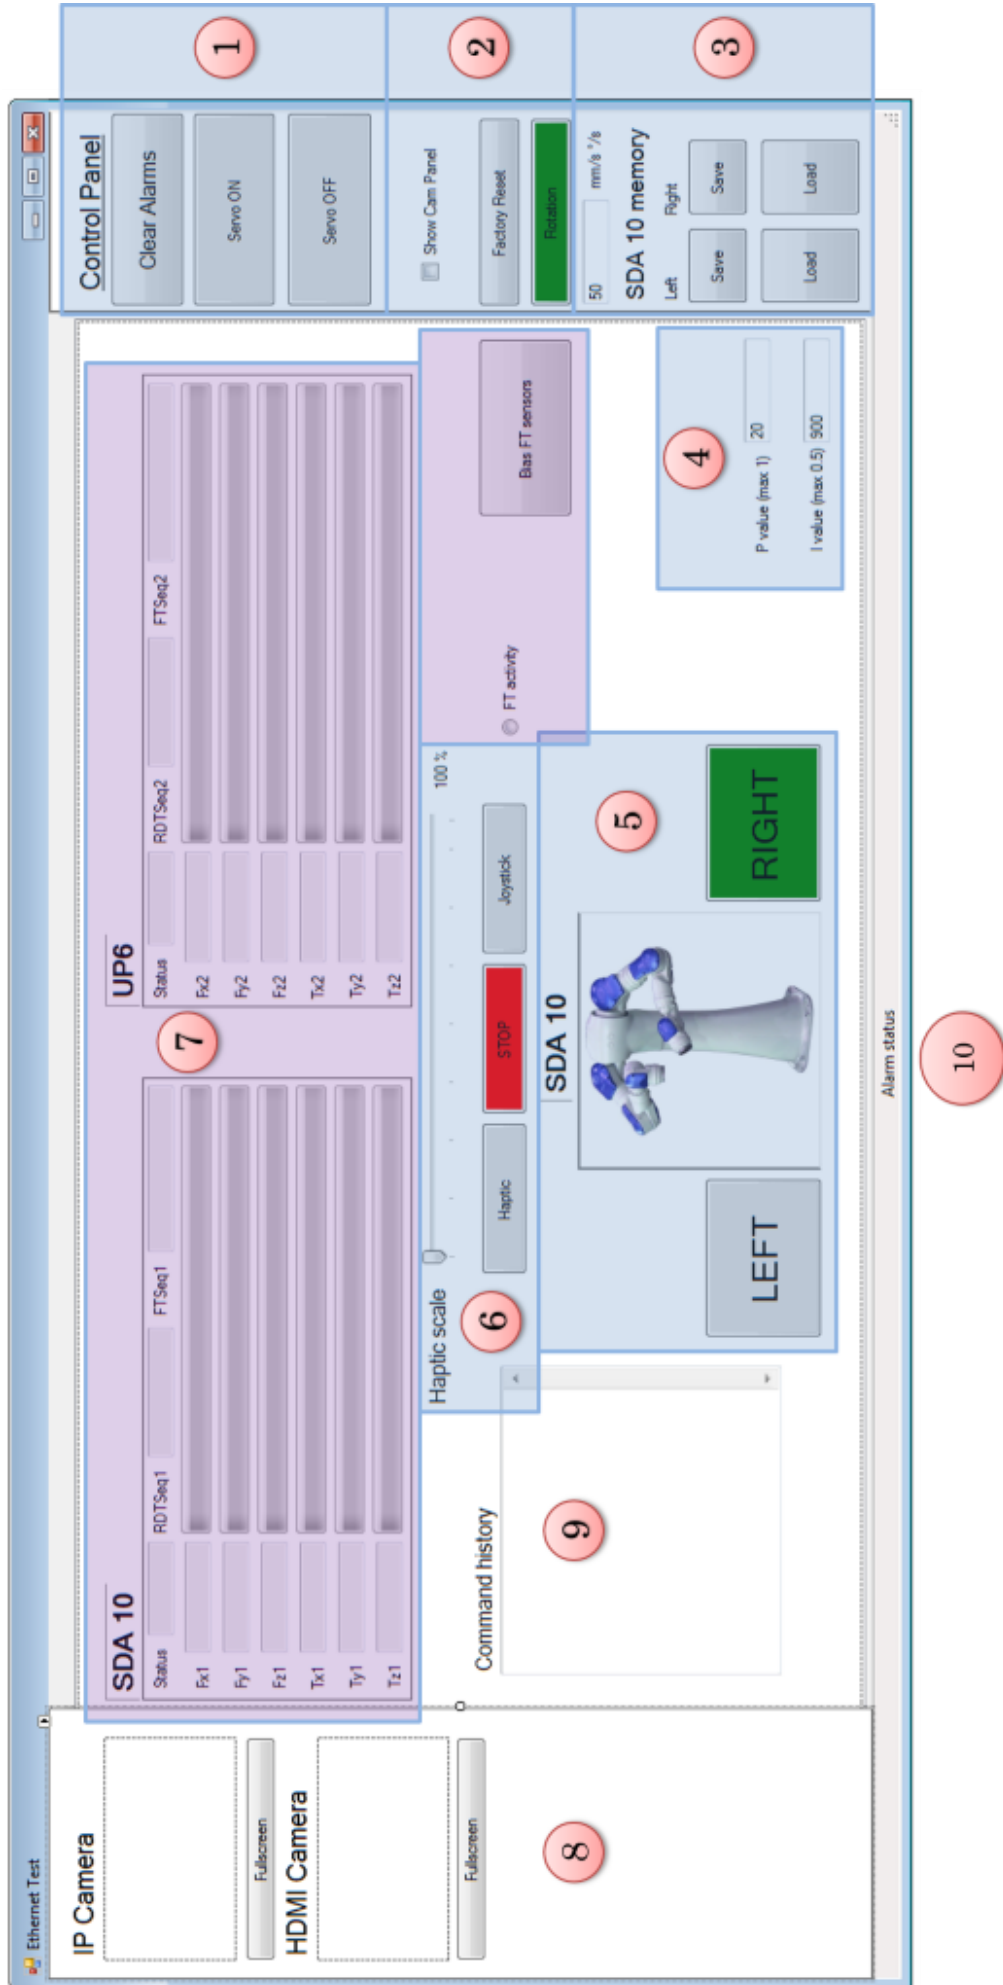 Ethernet Test
IP Camera
Fullscreen
HDMI Camera
Fullscreen
8
SDA 10
Status RDTSeq1 FTSeq1
Fx1
Fy1
Fz1
Tx1
Ty1
Tz1
7
UP6
Status RDTSeq2 FTSeq2
Fx2
Fy2
Fz2
Tx2
Ty2
Tz2
Haptic scale 100 %
6
Haptic STOP Joystick
FT activity
Bias FT sensors
Command history
9
SDA 10
LEFT
RIGHT
5
4
P value (max 1) 20
I value (max 0.5) 900
Control Panel
Clear Alarms
Servo ON
Servo OFF
1
Show Cam Panel
Factory Reset
Rotation
2
50 mm/s °/s
SDA 10 memory
Left Right
Save Save
Load Load
3
Alarm status
10